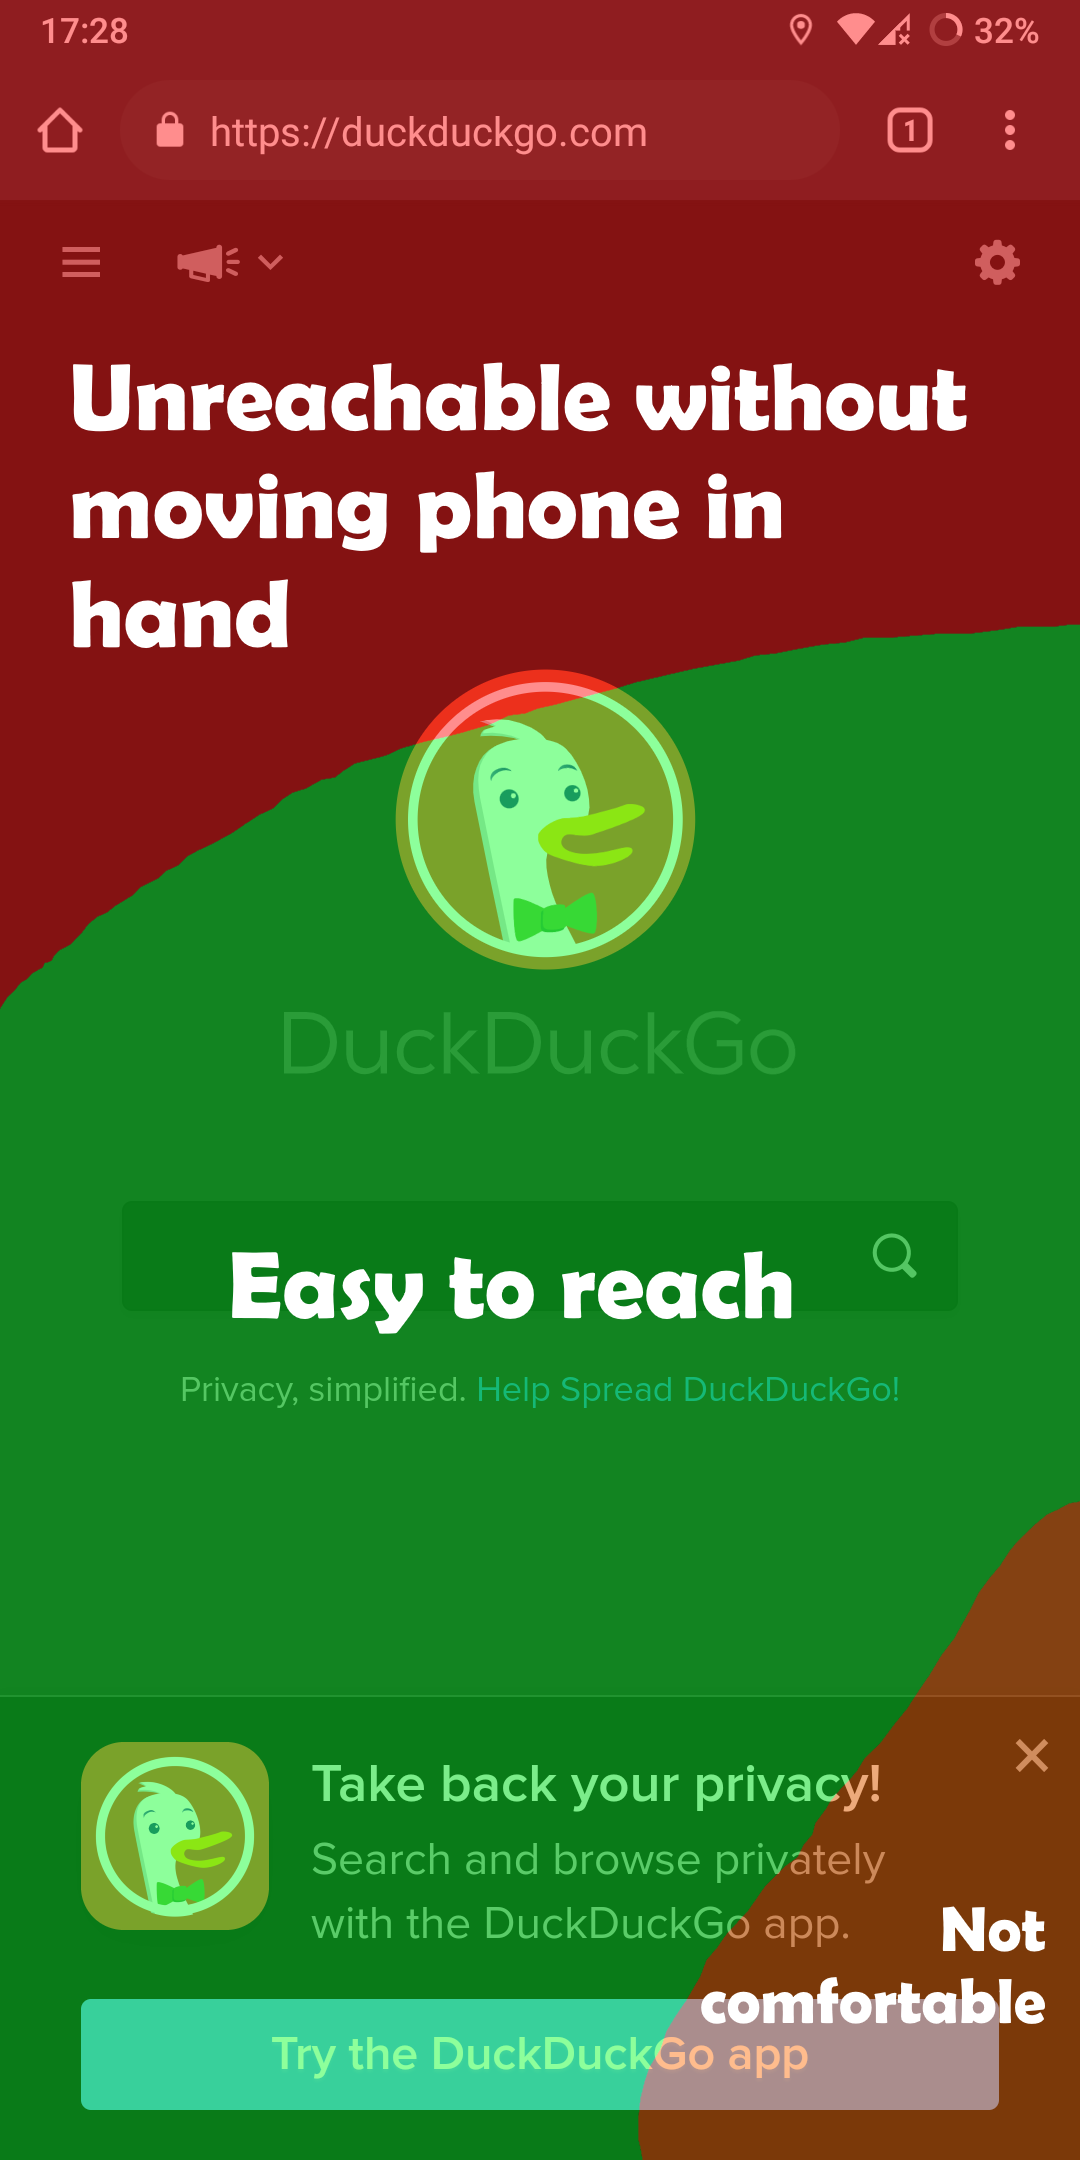 17:28
32%
https://duckduckgo.com
1
Unreachable without
moving phone in
hand
DuckDuckGo
Easy to reach
Privacy, simplified. Help Spread DuckDuckGo!
Take back your privacy!
Search and browse privately
with the DuckDuckGo app.
Not
comfortable
Try the DuckDuckGo app